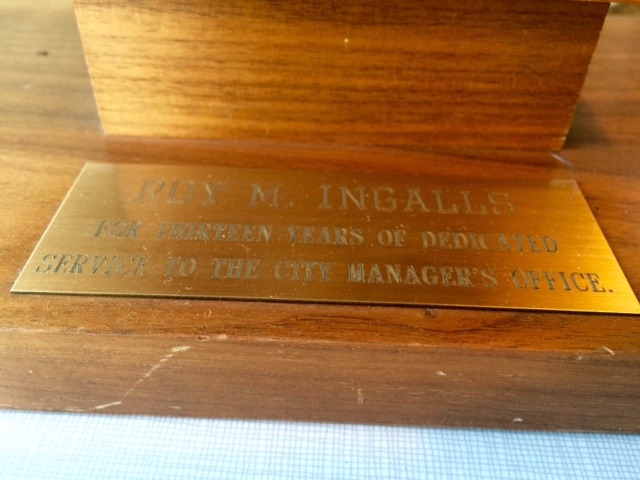 ROY M. INGALLS
FOR THIRTEEN YEARS OF DEDICATED
SERVICE TO THE CITY MANAGER'S OFFICE.